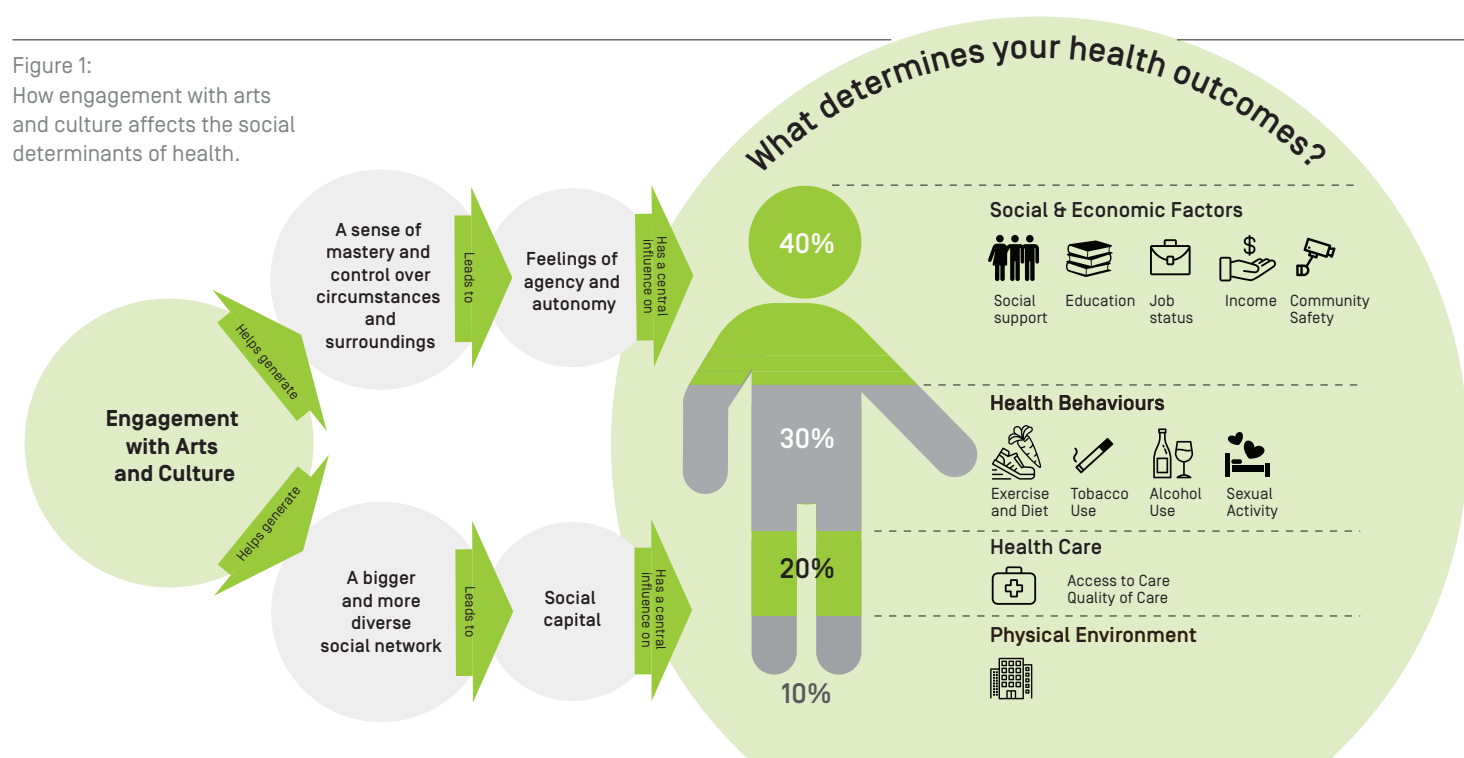 Figure 1:
How engagement with arts
and culture affects the social
determinants of health.
What determines your health outcomes?
Engagement
with Arts
and Culture
Helps generate
A sense of
mastery and
control over
circumstances
and
surroundings
Leads to
Feelings of
agency and
autonomy
Has a central
influence on
Helps generate
A bigger
and more
diverse
social network
Leads to
Social
capital
Has a central
influence on
40%
30%
20%
10%
Social & Economic Factors
$
Social
support
Education
Job
status
Income
Community
Safety
Health Behaviours
Exercise
and Diet
Tobacco
Use
Alcohol
Use
Sexual
Activity
Health Care
Access to Care
Quality of Care
Physical Environment